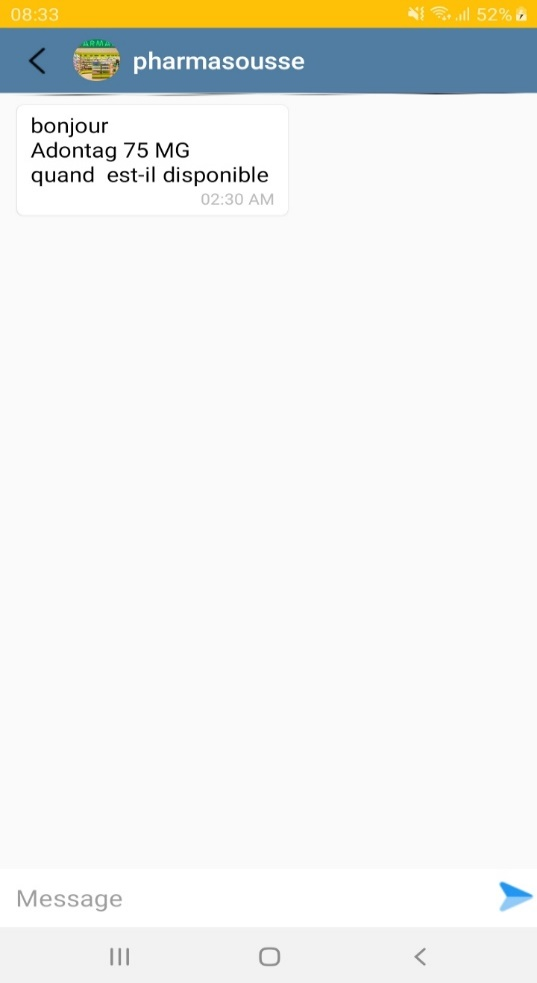 08:33
52%
pharmasousse
bonjour
Adontag 75 MG
quand  est-il disponible
02:30 AM
Message